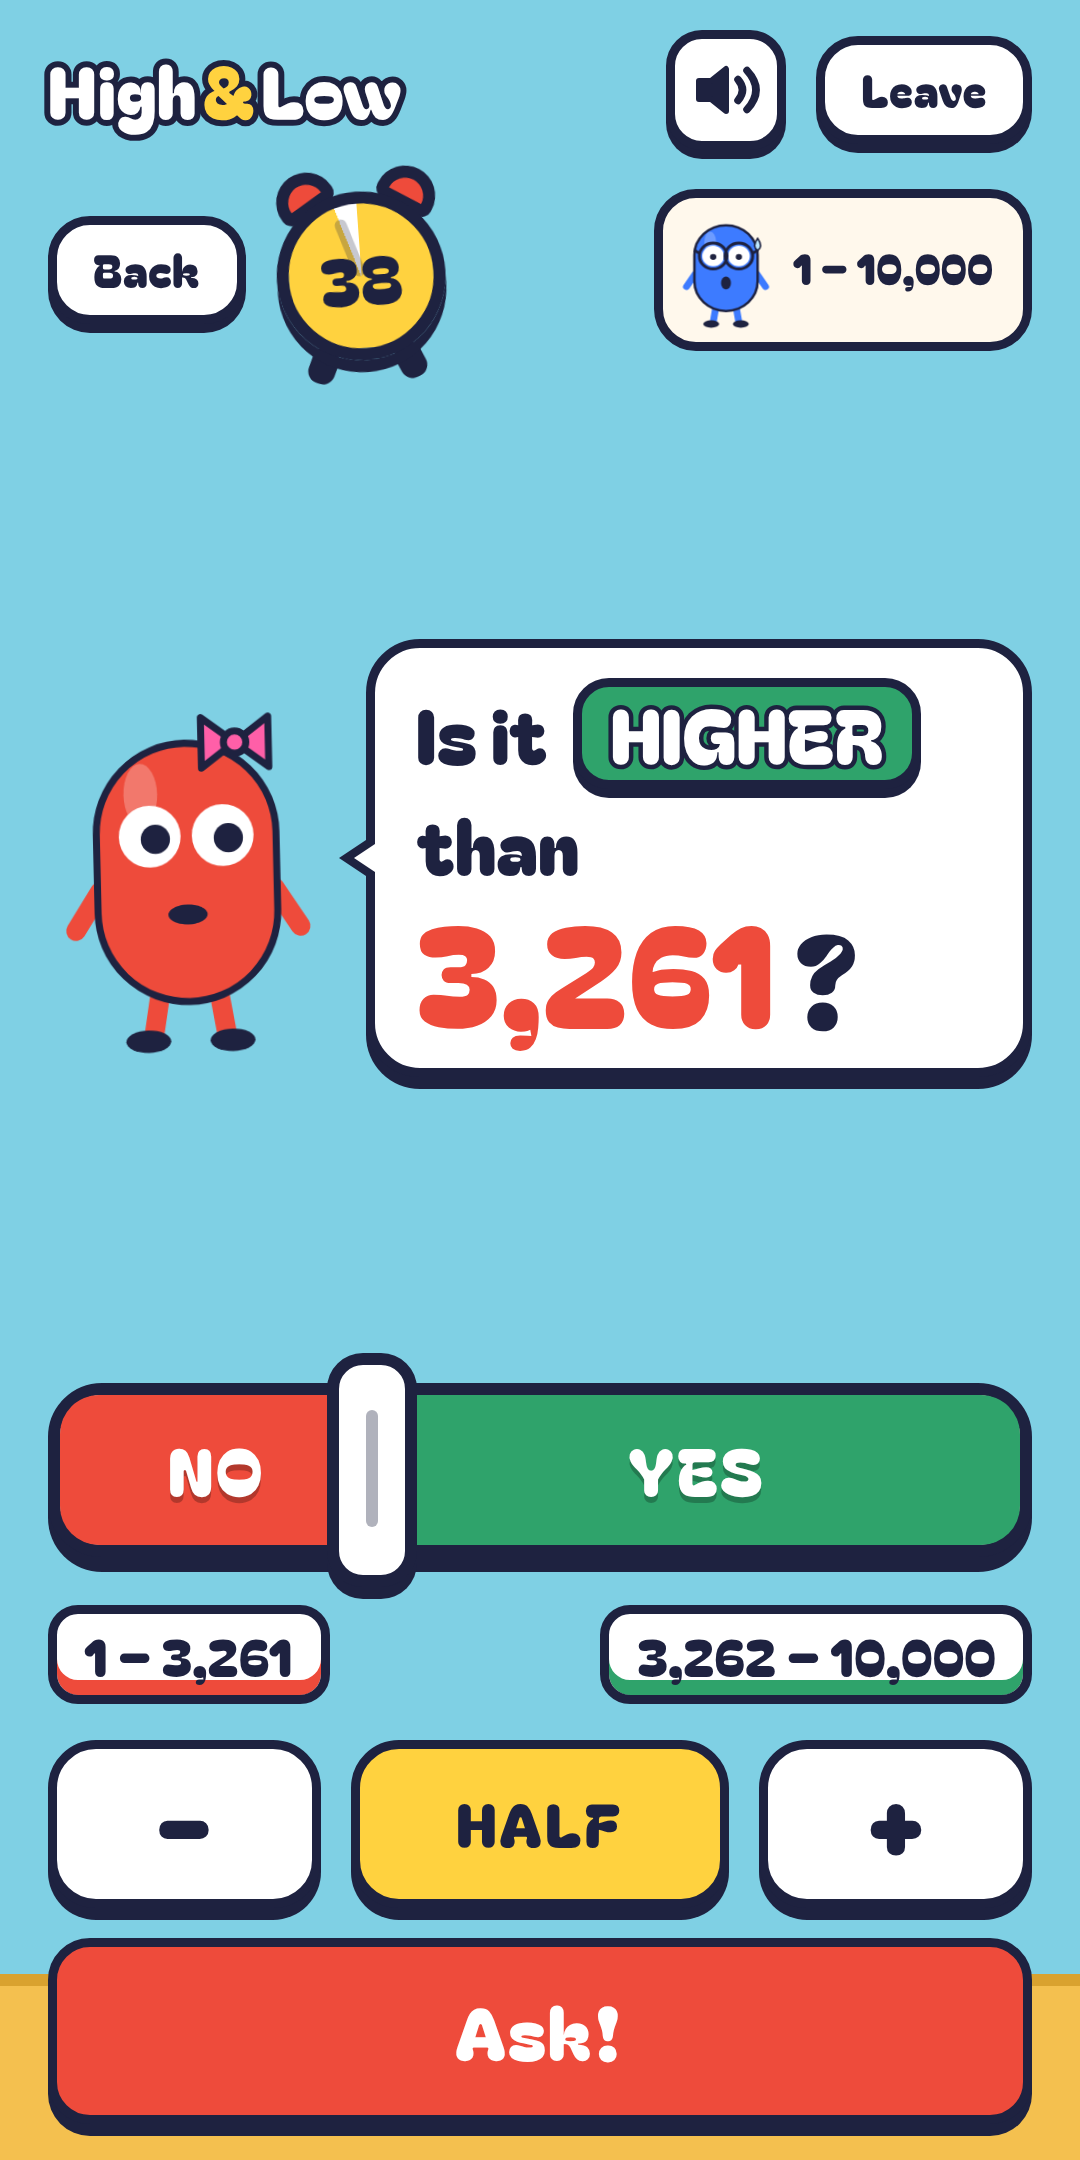 High&Low
Leave
Back
38
1 – 10,000
Is it HIGHER
than
3,261?
NO
YES
1 – 3,261
3,262 – 10,000
–
HALF
+
Ask!